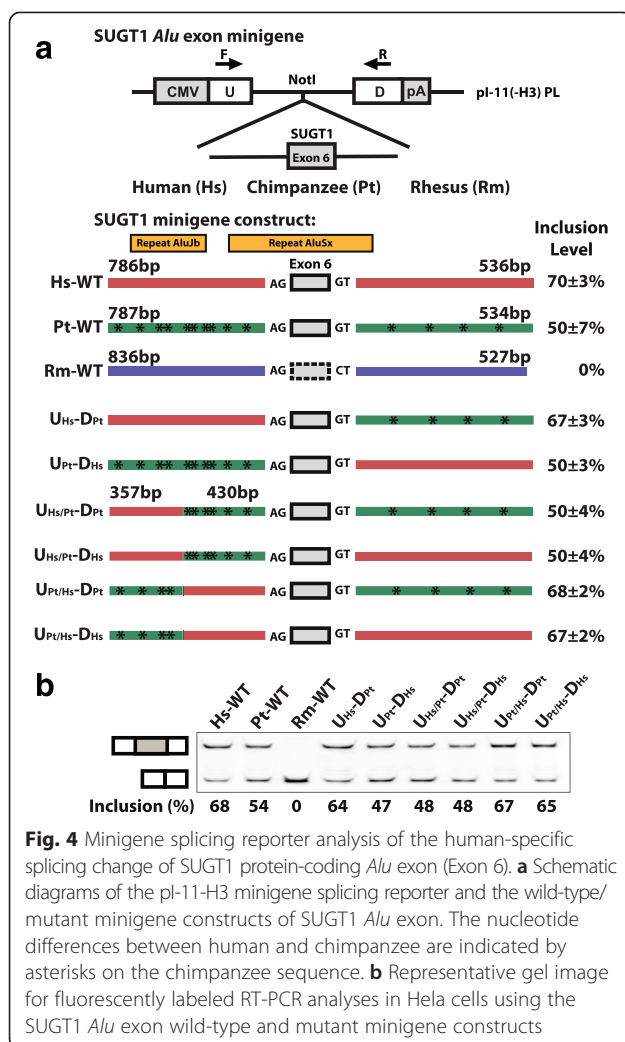 a
SUGT1 Alu exon minigene
F
R
NotI
CMV U
D pA
pI-11(-H3) PL
SUGT1
Exon 6
Human (Hs) Chimpanzee (Pt) Rhesus (Rm)
SUGT1 minigene construct:
Inclusion
Level
Repeat AluJb Repeat AluSx
Exon 6
786bp 536bp
Hs-WT AG GT 70±3%
787bp 534bp
Pt-WT * * * ** ** * * * AG GT * * * * 50±7%
836bp 527bp
Rm-WT AG CT 0%
UHs-DPt AG GT * * * * 67±3%
UPt-DHs * * * ** ** * * * AG GT 50±3%
357bp 430bp
UHs/Pt-DPt ** ** * * * AG GT * * * * 50±4%
UHs/Pt-DHs ** ** * * * AG GT 50±4%
UPt/Hs-DPt * * ** AG GT * * * * 68±2%
UPt/Hs-DHs * * ** AG GT 67±2%
b
Hs-WT Pt-WT Rm-WT UHs-DPt UPt-DHs UHs/Pt-DPt UHs/Pt-DHs UPt/Hs-DPt UPt/Hs-DHs
Inclusion (%) 68 54 0 64 47 48 48 67 65
Fig. 4 Minigene splicing reporter analysis of the human-specific
splicing change of SUGT1 protein-coding Alu exon (Exon 6). a Schematic
diagrams of the pI-11-H3 minigene splicing reporter and the wild-type/
mutant minigene constructs of SUGT1 Alu exon. The nucleotide
differences between human and chimpanzee are indicated by
asterisks on the chimpanzee sequence. b Representative gel image
for fluorescently labeled RT-PCR analyses in Hela cells using the
SUGT1 Alu exon wild-type and mutant minigene constructs